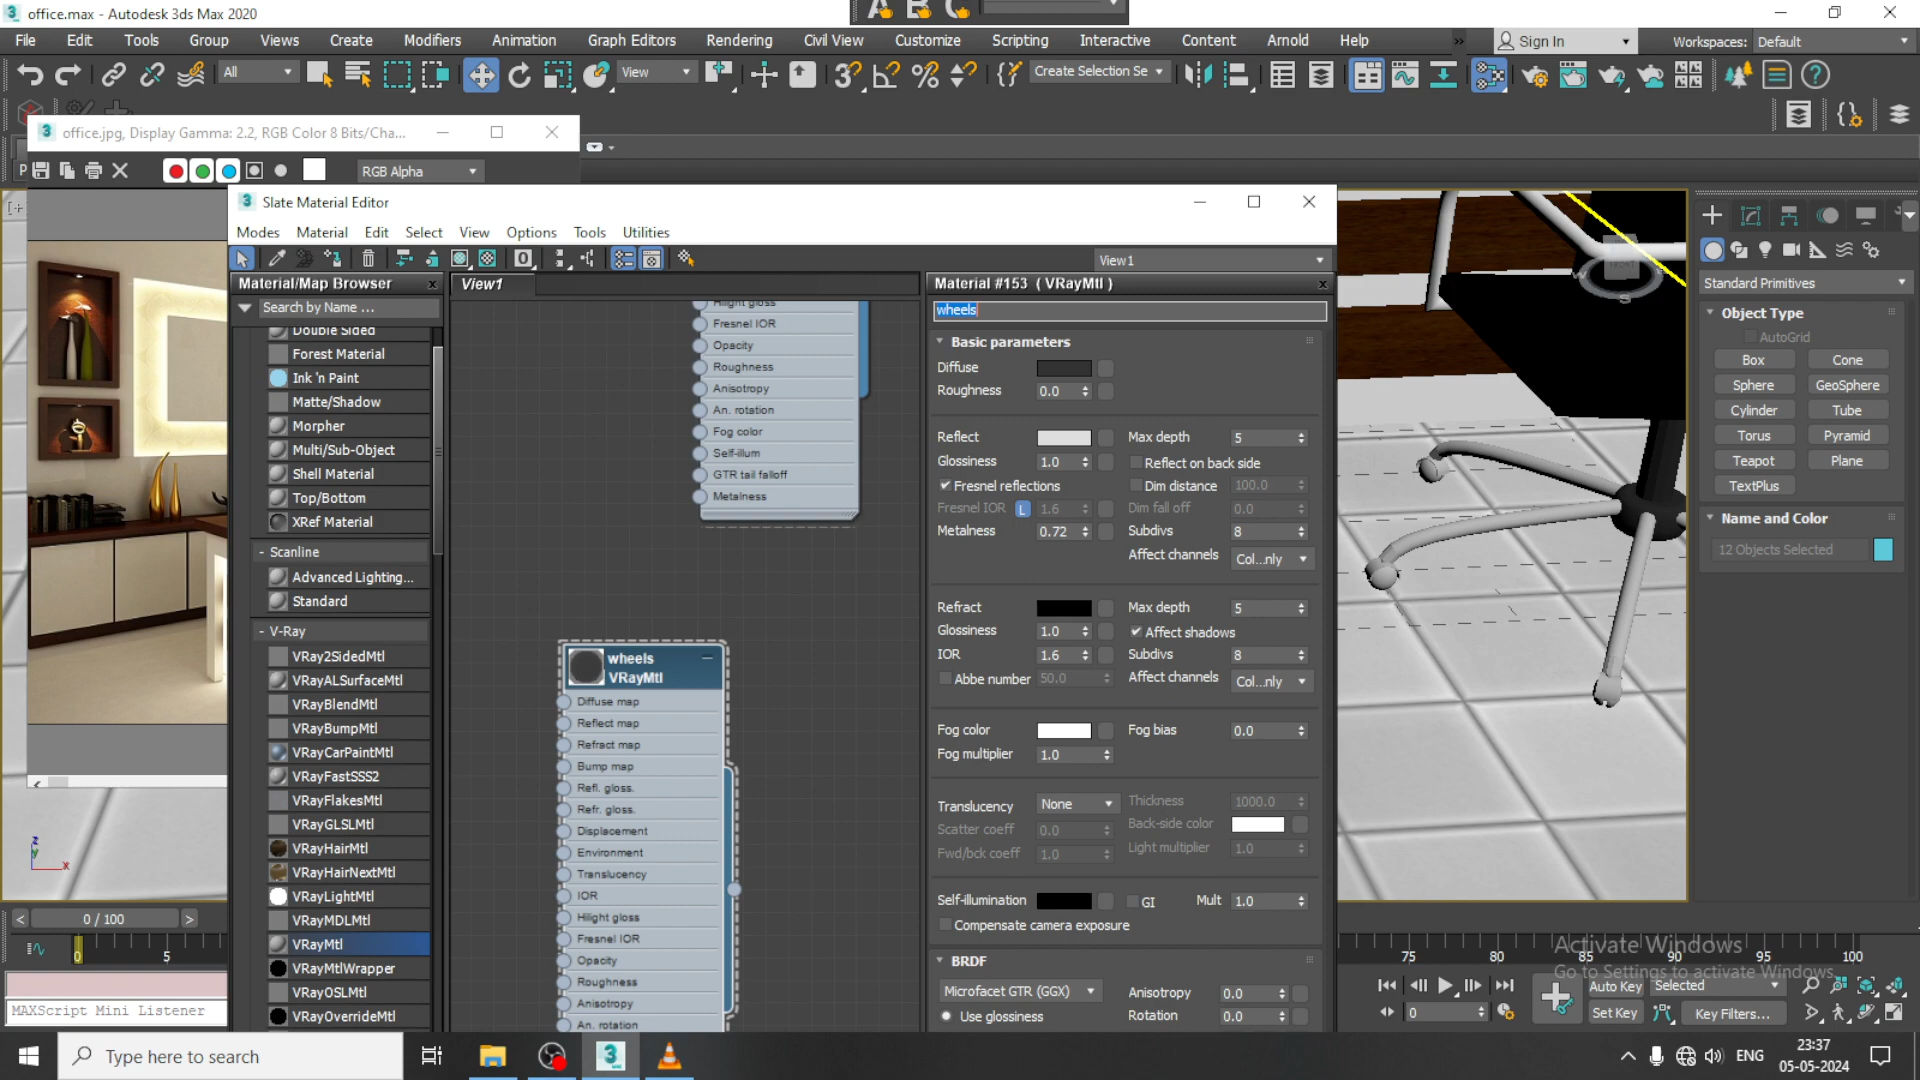 office.max - Autodesk 3ds Max 2020
File Edit Tools Group Views Create Modifiers Animation Graph Editors Rendering Civil View Customize Scripting Interactive Content Arnold Help
Sign In
Workspaces: Default
All
View
Create Selection Se
office.jpg, Display Gamma: 2.2, RGB Color 8 Bits/Cha...
RGB Alpha
Slate Material Editor
Modes Material Edit Select View Options Tools Utilities
View1
Material/Map Browser
Search by Name ...
Double Sided
Forest Material
Ink 'n Paint
Matte/Shadow
Morpher
Multi/Sub-Object
Shell Material
Top/Bottom
XRef Material
- Scanline
Advanced Lighting...
Standard
- V-Ray
VRay2SidedMtl
VRayALSurfaceMtl
VRayBlendMtl
VRayBumpMtl
VRayCarPaintMtl
VRayFastSSS2
VRayFlakesMtl
VRayGLSLMtl
VRayHairMtl
VRayHairNextMtl
VRayLightMtl
VRayMDLMtl
VRayMtl
VRayMtlWrapper
VRayOSLMtl
VRayOverrideMtl
View1
Hilight gloss
Fresnel IOR
Opacity
Roughness
Anisotropy
An. rotation
Fog color
Self-illum
GTR tail falloff
Metalness
wheels
VRayMtl
Diffuse map
Reflect map
Refract map
Bump map
Refl. gloss.
Refr. gloss.
Displacement
Environment
Translucency
IOR
Hilight gloss
Fresnel IOR
Opacity
Roughness
Anisotropy
An. rotation
Material #153 ( VRayMtl )
wheels
Basic parameters
Diffuse
Roughness 0.0
Reflect Max depth 5
Glossiness 1.0 Reflect on back side
Fresnel reflections Dim distance 100.0
Fresnel IOR L 1.6 Dim fall off 0.0
Metalness 0.72 Subdivs 8
Affect channels Col...nly
Refract Max depth 5
Glossiness 1.0 Affect shadows
IOR 1.6 Subdivs 8
Abbe number 50.0 Affect channels Col...nly
Fog color Fog bias 0.0
Fog multiplier 1.0
Translucency None Thickness 1000.0
Scatter coeff 0.0 Back-side color
Fwd/bck coeff 1.0 Light multiplier 1.0
Self-illumination GI Mult 1.0
Compensate camera exposure
BRDF
Microfacet GTR (GGX) Anisotropy 0.0
Use glossiness Rotation 0.0
Standard Primitives
Object Type
AutoGrid
Box Cone
Sphere GeoSphere
Cylinder Tube
Torus Pyramid
Teapot Plane
TextPlus
Name and Color
12 Objects Selected
0 / 100
0 5 75 80 85 90 95 100
Activate Windows
Go to Settings to activate Windows.
MAXScript Mini Listener
Auto Key Selected
0 Set Key Key Filters...
Type here to search
ENG
23:37
05-05-2024